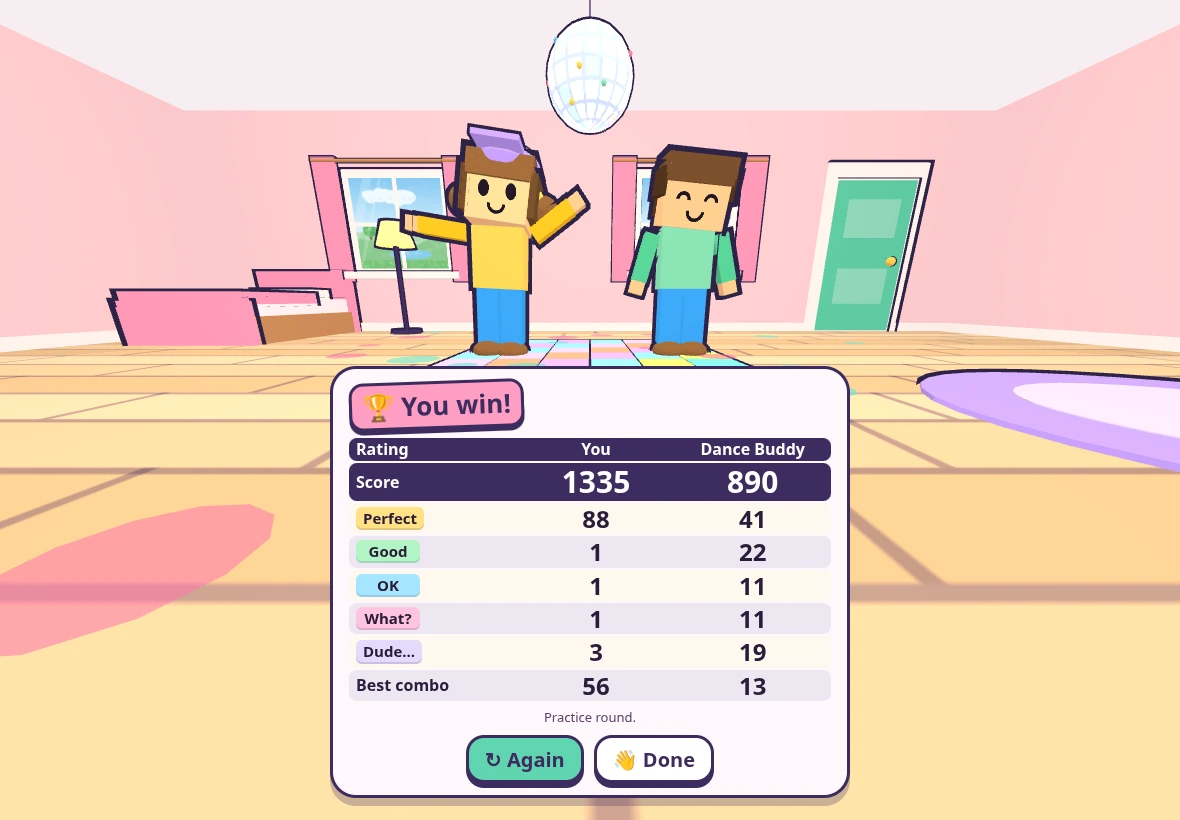 🏆 You win!
Rating You Dance Buddy
Score 1335 890
Perfect 88 41
Good 1 22
OK 1 11
What? 1 11
Dude... 3 19
Best combo 56 13
Practice round.
↻ Again 👋 Done